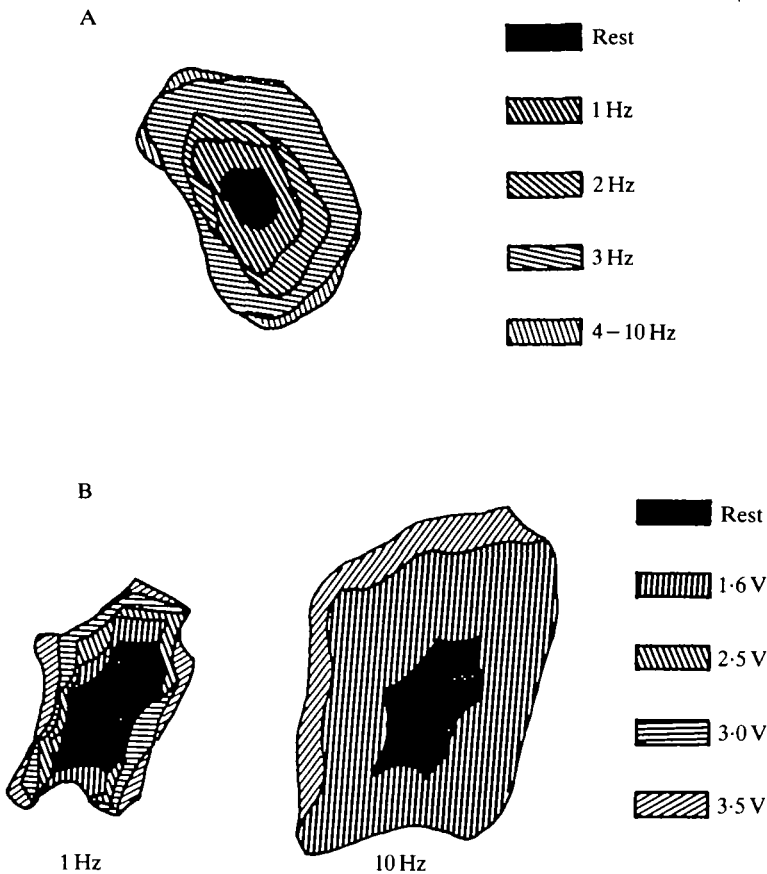 A
Rest
1 Hz
2 Hz
3 Hz
4–10 Hz
B
Rest
1·6 V
2·5 V
3·0 V
3·5 V
1 Hz
10 Hz